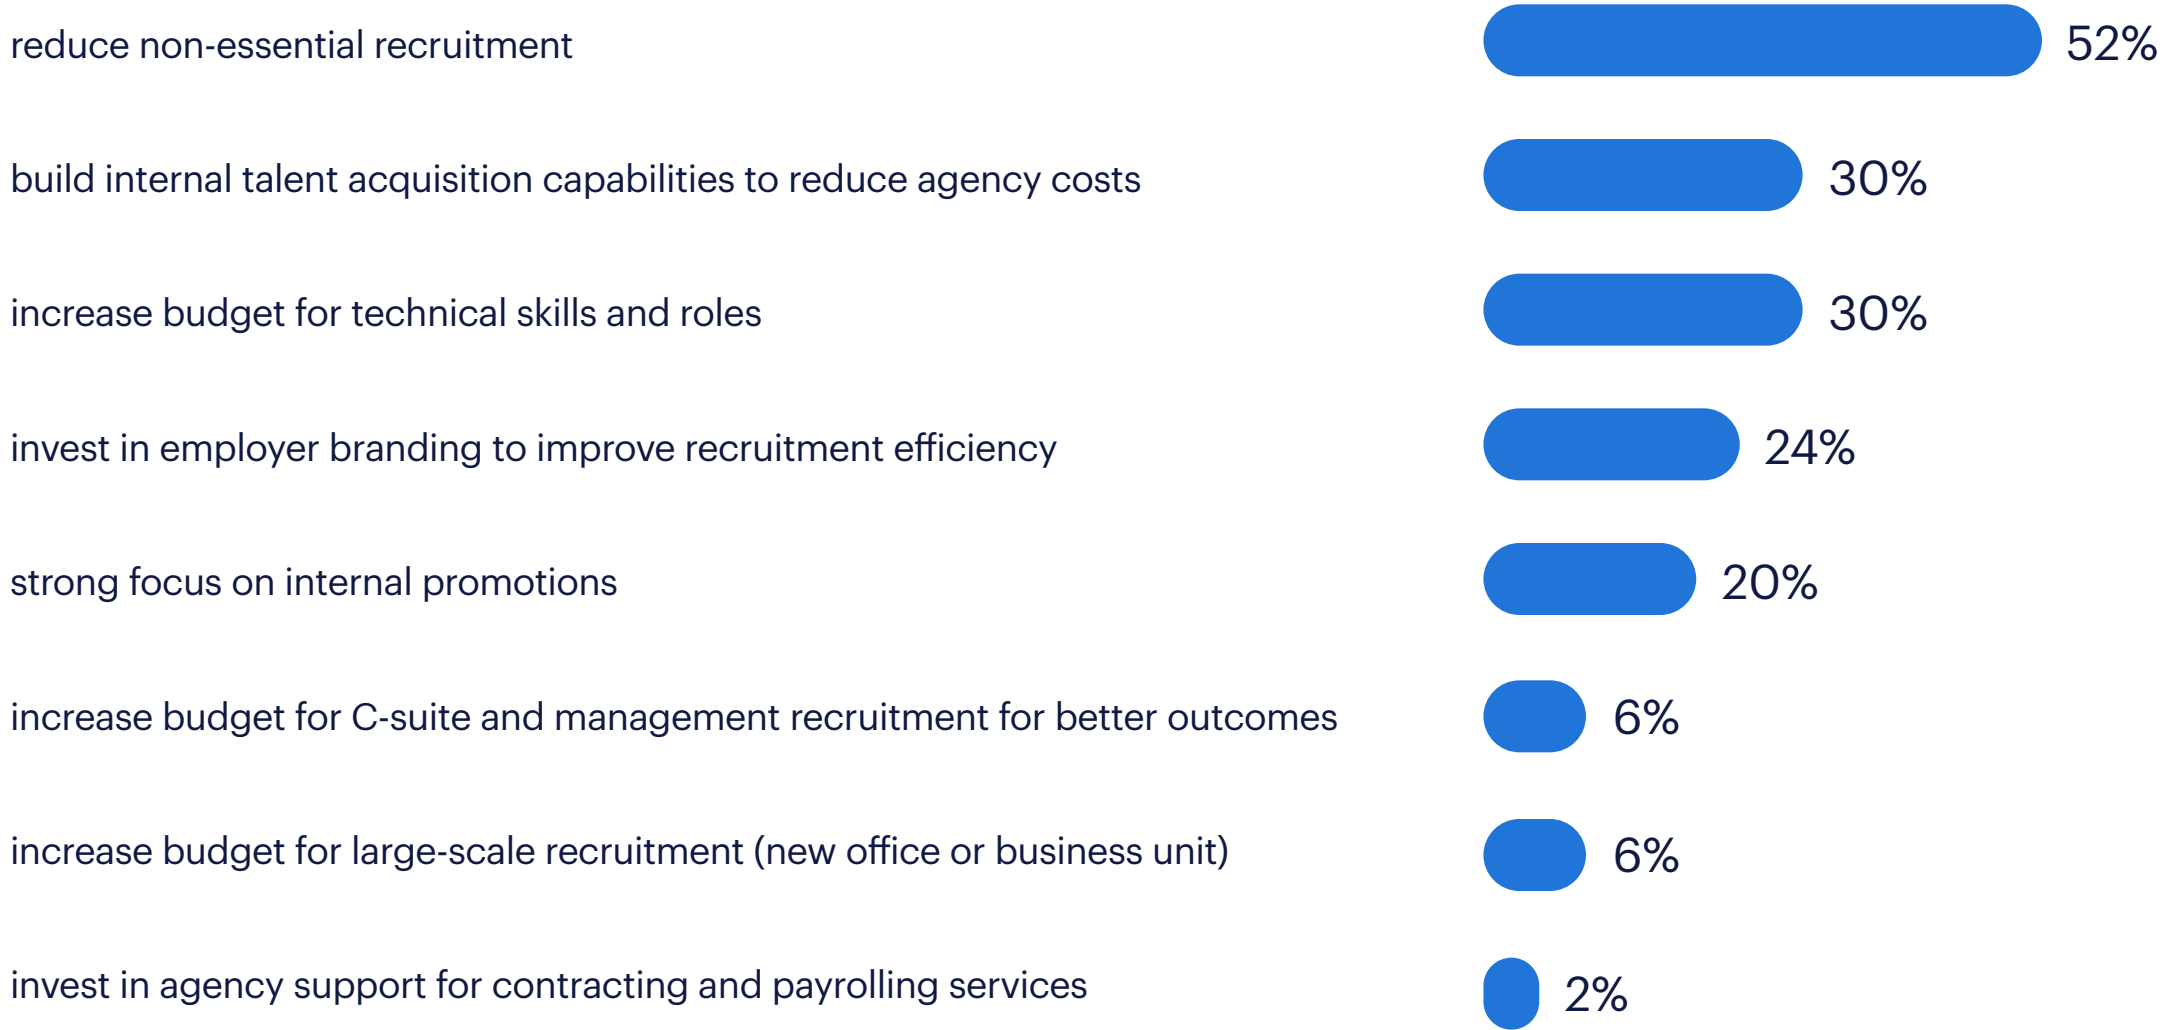 reduce non-essential recruitment 52%
build internal talent acquisition capabilities to reduce agency costs 30%
increase budget for technical skills and roles 30%
invest in employer branding to improve recruitment efficiency 24%
strong focus on internal promotions 20%
increase budget for C-suite and management recruitment for better outcomes 6%
increase budget for large-scale recruitment (new office or business unit) 6%
invest in agency support for contracting and payrolling services 2%